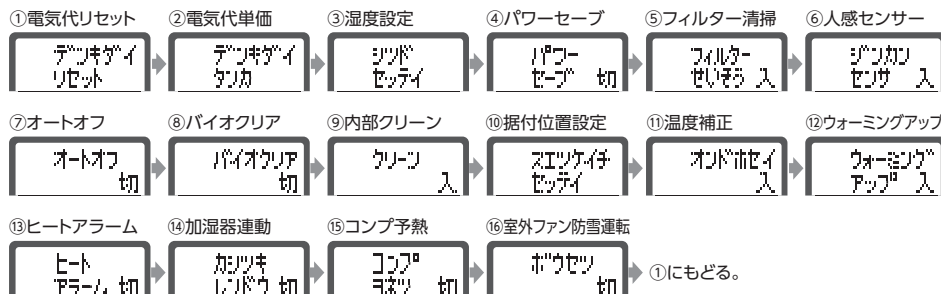 ①電気代リセット ②電気代単価 ③湿度設定 ④パワーセーブ ⑤フィルター清掃 ⑥人感センサー
デンキダイ デンキダイ シツド パワー フィルター ジンカン
リセット タンカ セッテイ セーブ 切 せいそう 入 センサ 入
⑦オートオフ ⑧バイオクリア ⑨内部クリーン ⑩据付位置設定 ⑪温度補正 ⑫ウォーミングアップ
オートオフ バイオクリア クリーン スエツケイチ オンドホセイ ウォーミング
切 切 入 セッテイ 入 アップ 入
⑬ヒートアラーム ⑭加湿器連動 ⑮コンプ予熱 ⑯室外ファン防雪運転
ヒート カシツキ コンプ ボウセツ ①にもどる。
アラーム 切 レンドウ 切 ヨネツ 切 切